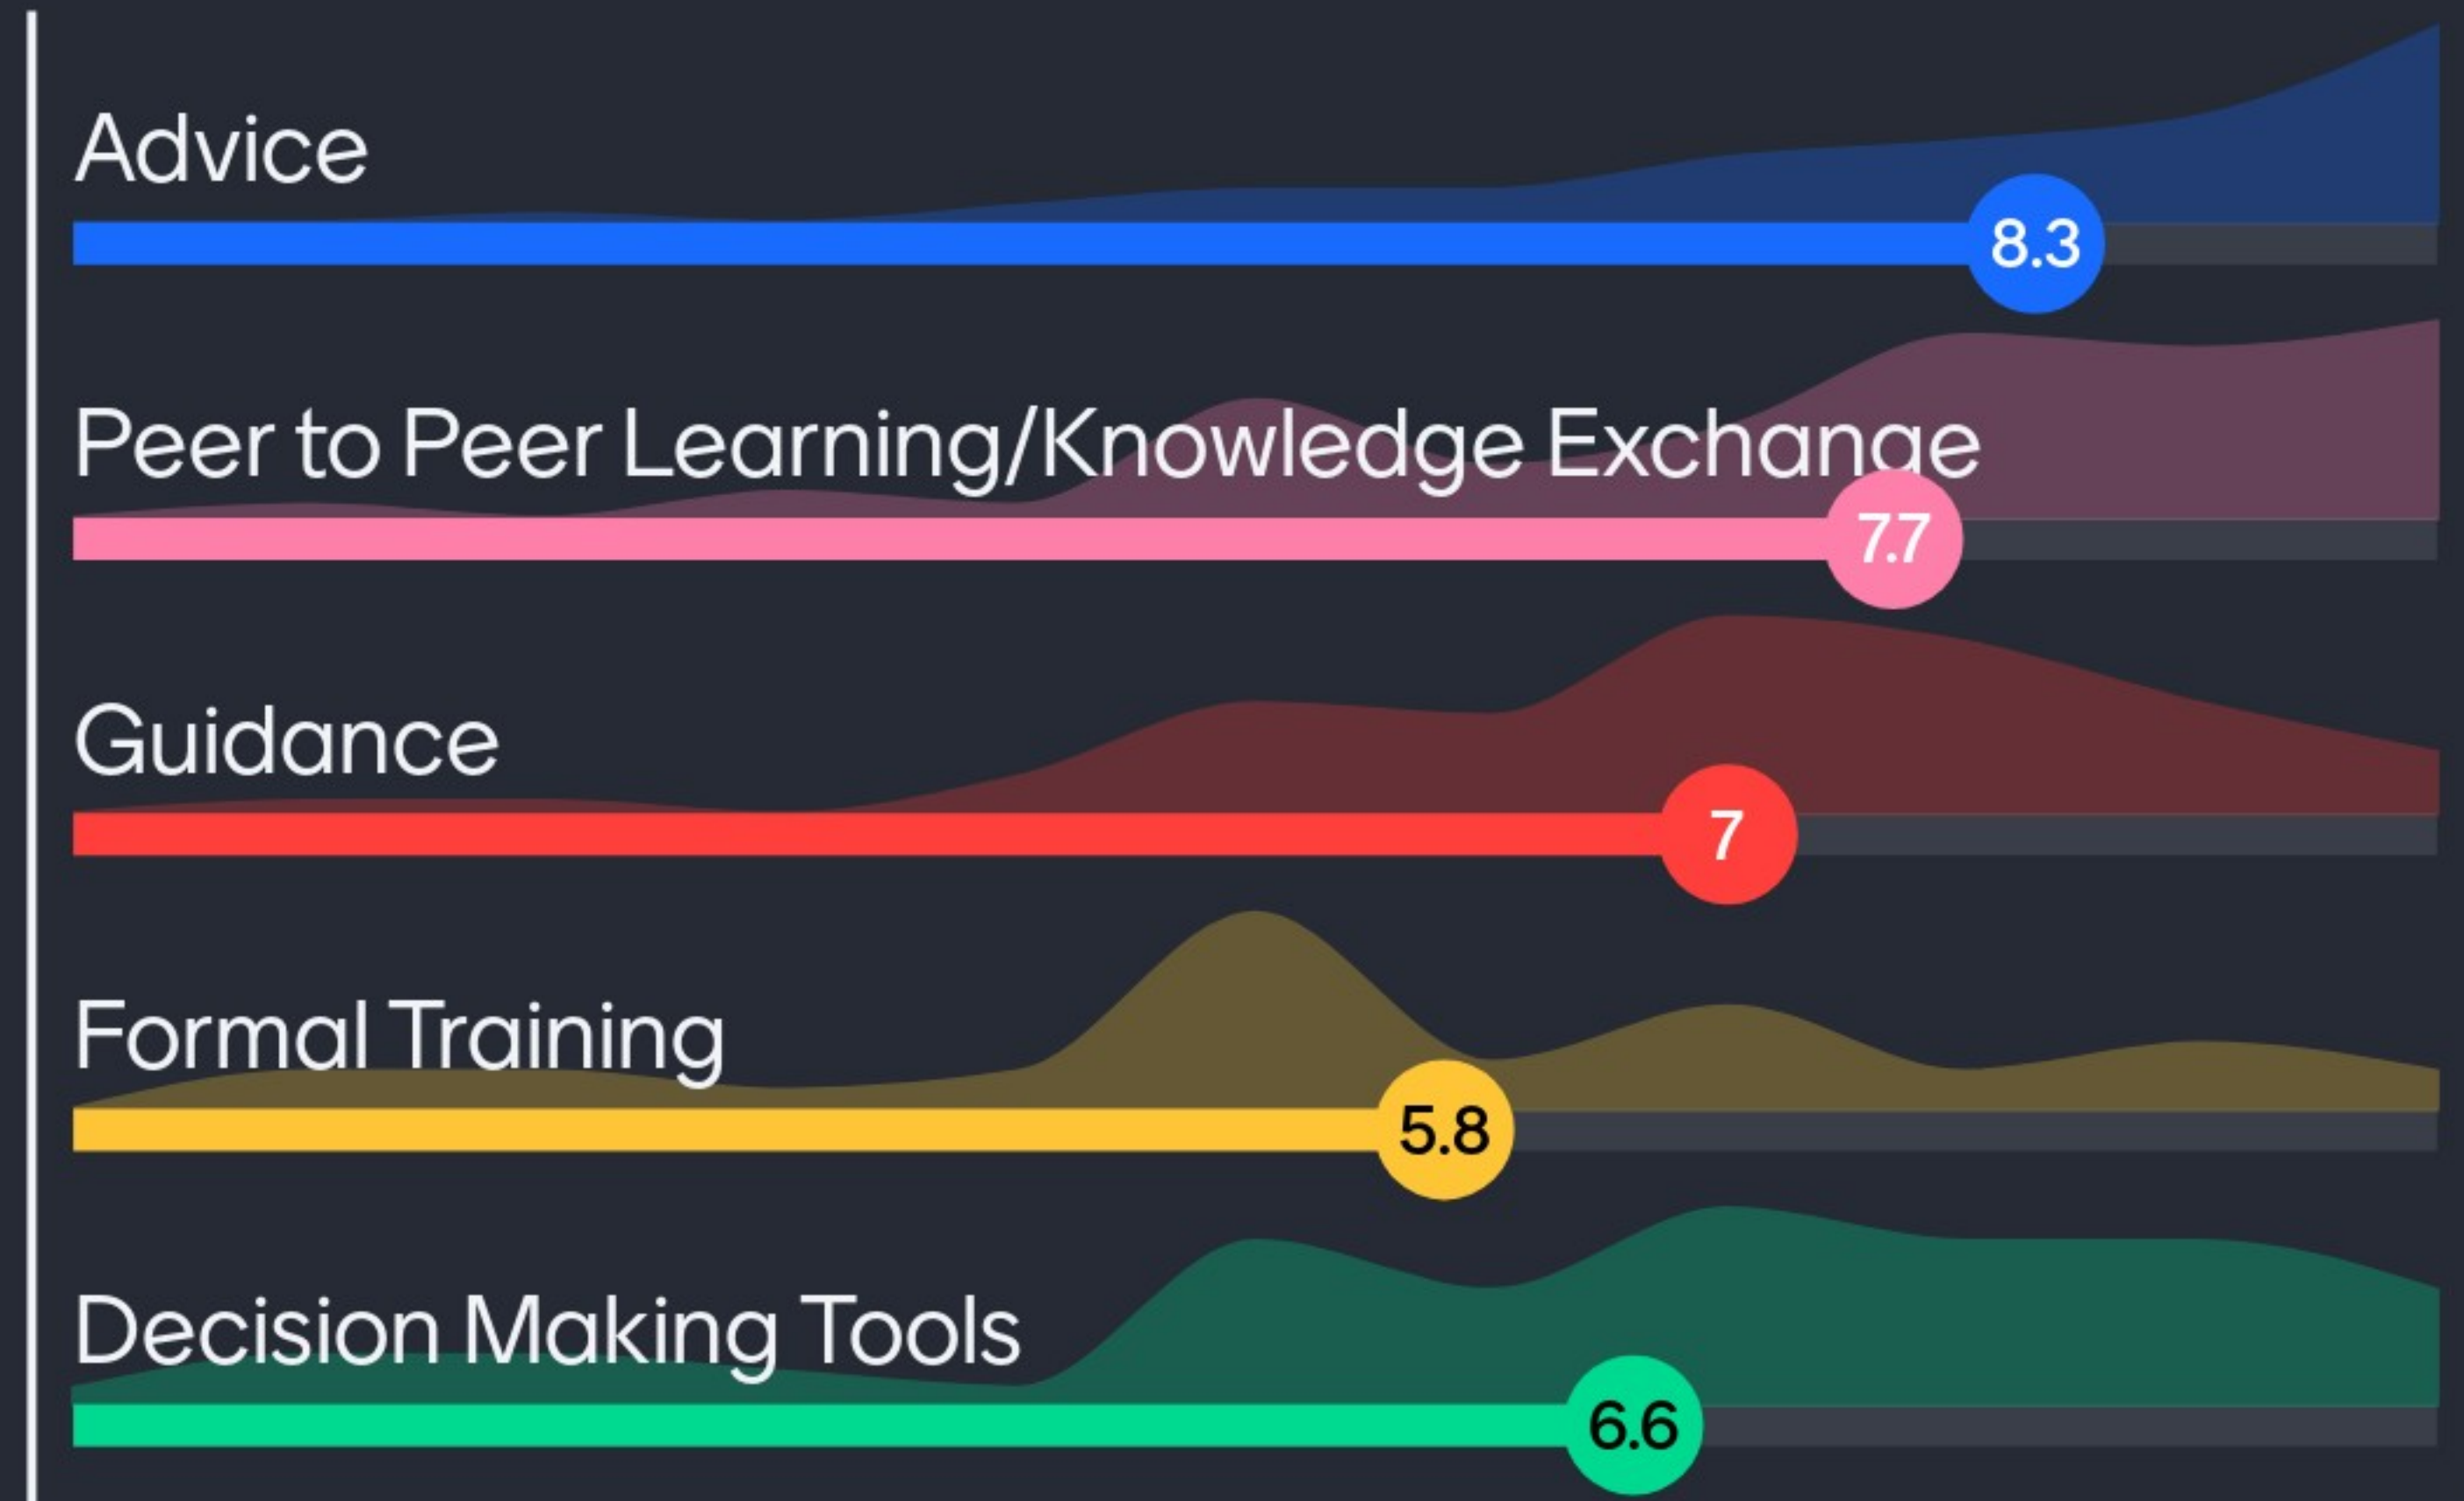 Advice
8.3
Peer to Peer Learning/Knowledge Exchange
7.7
Guidance
7
Formal Training
5.8
Decision Making Tools
6.6